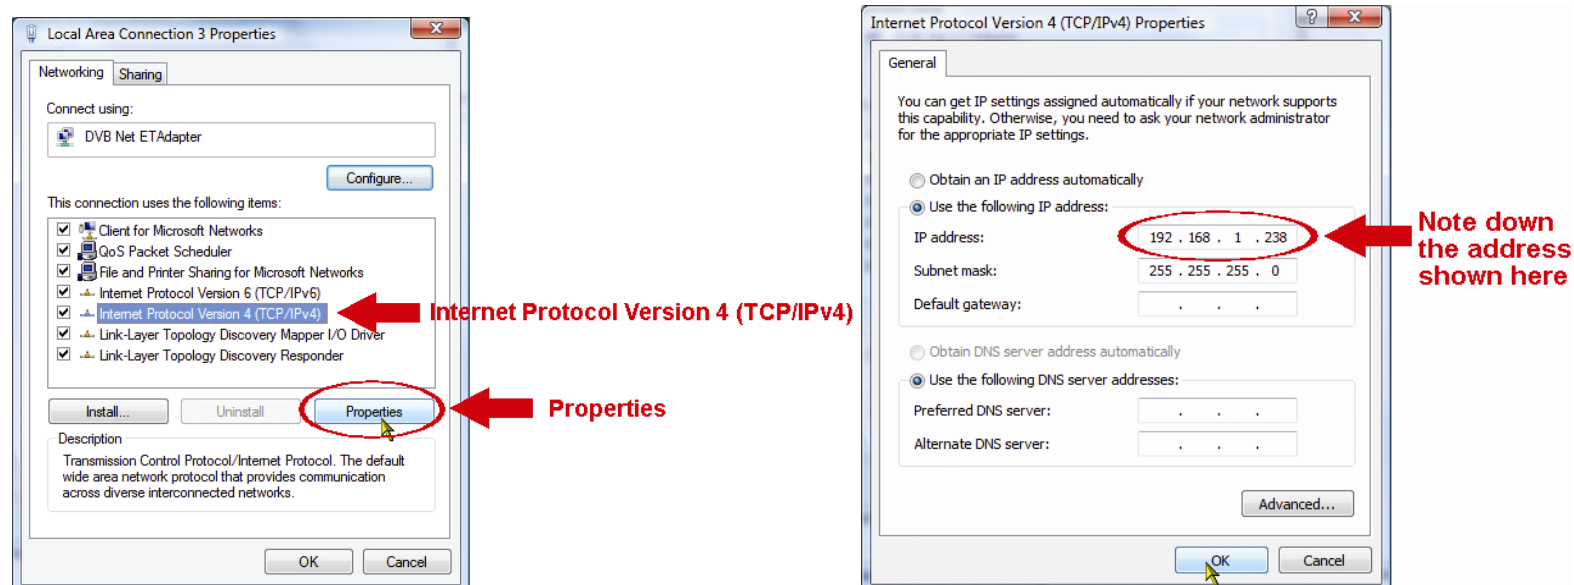 Local Area Connection 3 Properties
Networking
Sharing
Connect using:
DVB Net ETAdapter
Configure...
This connection uses the following items:
Client for Microsoft Networks
QoS Packet Scheduler
File and Printer Sharing for Microsoft Networks
Internet Protocol Version 6 (TCP/IPv6)
Internet Protocol Version 4 (TCP/IPv4)
Link-Layer Topology Discovery Mapper I/O Driver
Link-Layer Topology Discovery Responder
Internet Protocol Version 4 (TCP/IPv4)
Install...
Uninstall
Properties
Properties
Description
Transmission Control Protocol/Internet Protocol. The default
wide area network protocol that provides communication
across diverse interconnected networks.
OK
Cancel
Internet Protocol Version 4 (TCP/IPv4) Properties
?
General
You can get IP settings assigned automatically if your network supports
this capability. Otherwise, you need to ask your network administrator
for the appropriate IP settings.
Obtain an IP address automatically
Use the following IP address:
IP address:
192 . 168 . 1 . 238
Subnet mask:
255 . 255 . 255 . 0
Default gateway:
. . .
Note down
the address
shown here
Obtain DNS server address automatically
Use the following DNS server addresses:
Preferred DNS server:
. . .
Alternate DNS server:
. . .
Advanced...
OK
Cancel